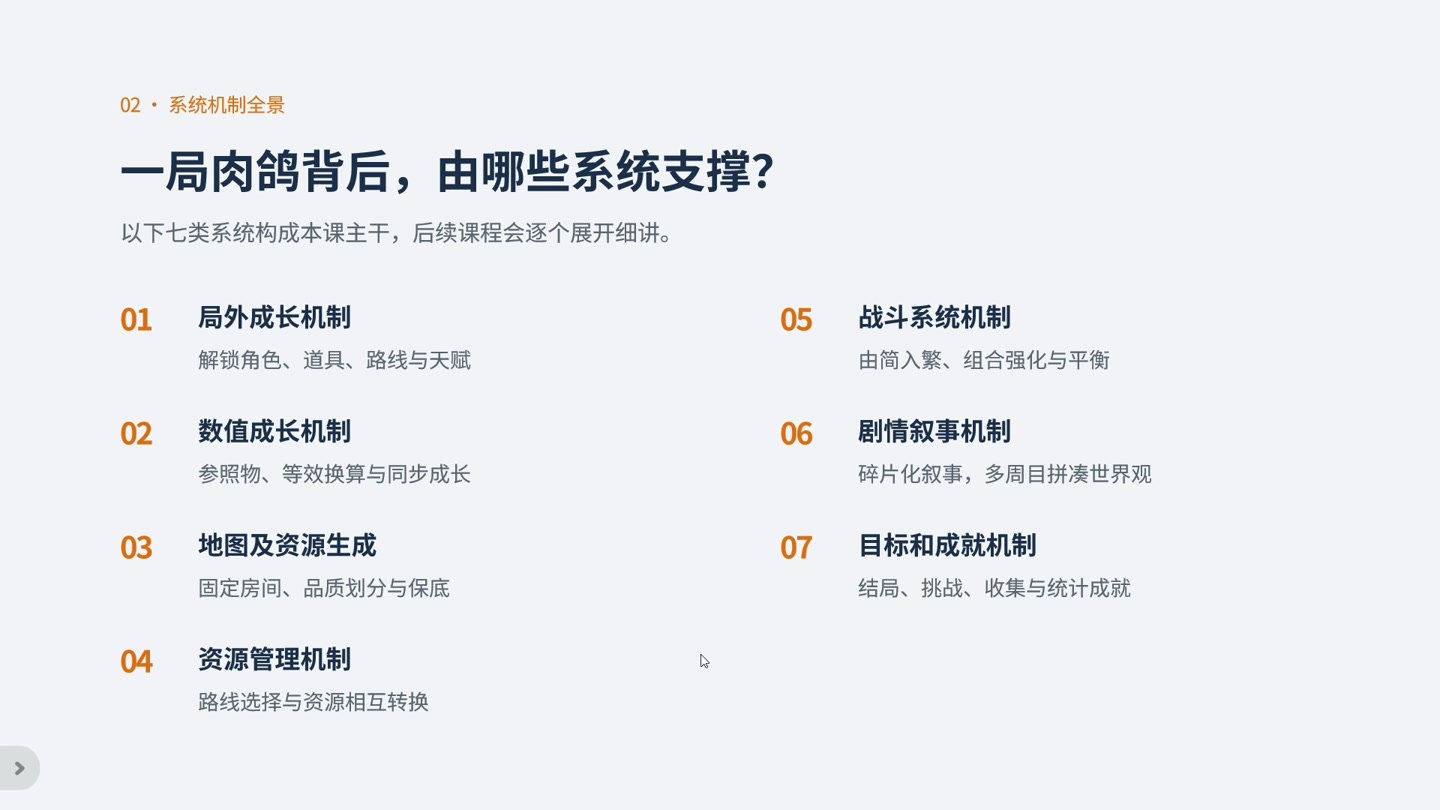 02 · 系统机制全景
一局肉鸽背后，由哪些系统支撑？
以下七类系统构成本课主干，后续课程会逐个展开细讲。
01 局外成长机制
解锁角色、道具、路线与天赋
02 数值成长机制
参照物、等效换算与同步成长
03 地图及资源生成
固定房间、品质划分与保底
04 资源管理机制
路线选择与资源相互转换
05 战斗系统机制
由简入繁、组合强化与平衡
06 剧情叙事机制
碎片化叙事，多周目拼凑世界观
07 目标和成就机制
结局、挑战、收集与统计成就